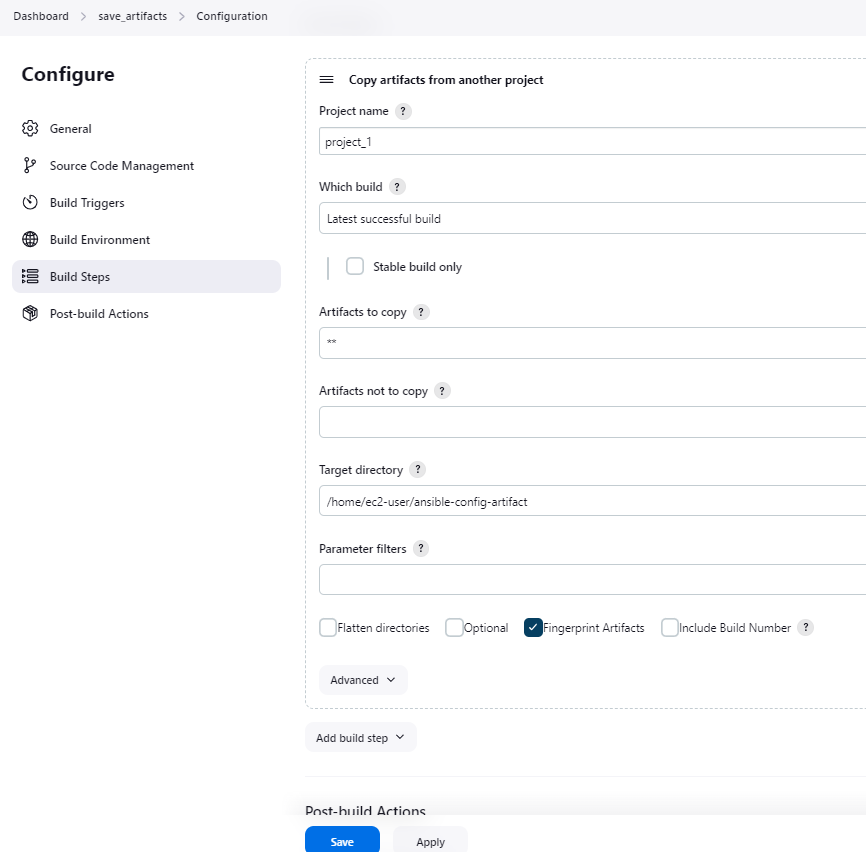 Dashboard > save_artifacts > Configuration
Configure
General
Source Code Management
Build Triggers
Build Environment
Build Steps
Post-build Actions
Copy artifacts from another project
Project name ?
project_1
Which build ?
Latest successful build
Stable build only
Artifacts to copy ?
**
Artifacts not to copy ?
Target directory ?
/home/ec2-user/ansible-config-artifact
Parameter filters ?
Flatten directories Optional Fingerprint Artifacts Include Build Number ?
Advanced
Add build step
Post-build Actions
Save Apply